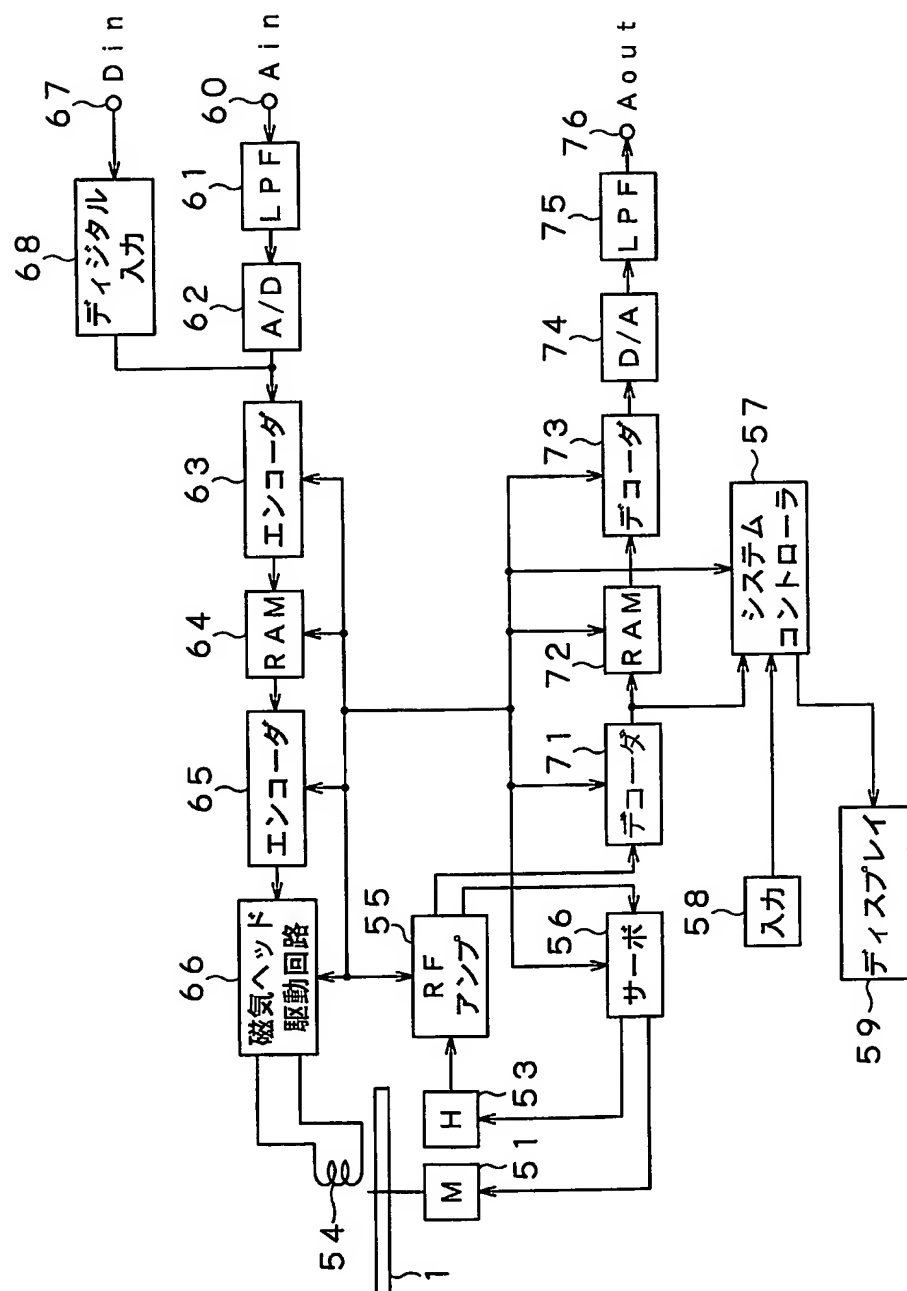 66
磁気ヘッド
駆動回路
65
エンコーダ
64
RAM
63
エンコーダ
62
A/D
61
LPF
60
Ain
68
ディジタル
入力
67
Din
54
1
M
51
H
53
55
RF
アンプ
56
サーボ
71
デコーダ
72
RAM
73
デコーダ
74
D/A
75
LPF
76
Aout
57
システム
コントローラ
58
入力
59
ディスプレイ